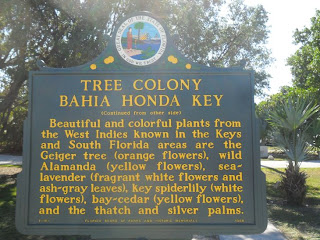 TREE COLONY
BAHIA HONDA KEY
(Continued from other side)
Beautiful and colorful plants from
the West Indies known in the Keys
and South Florida areas are the
Geiger tree (orange flowers), wild
Alamanda (yellow flowers), sea-
lavender (fragrant white flowers and
ash-gray leaves), key spiderlily (white
flowers), bay-cedar (yellow flowers),
and the thatch and silver palms.